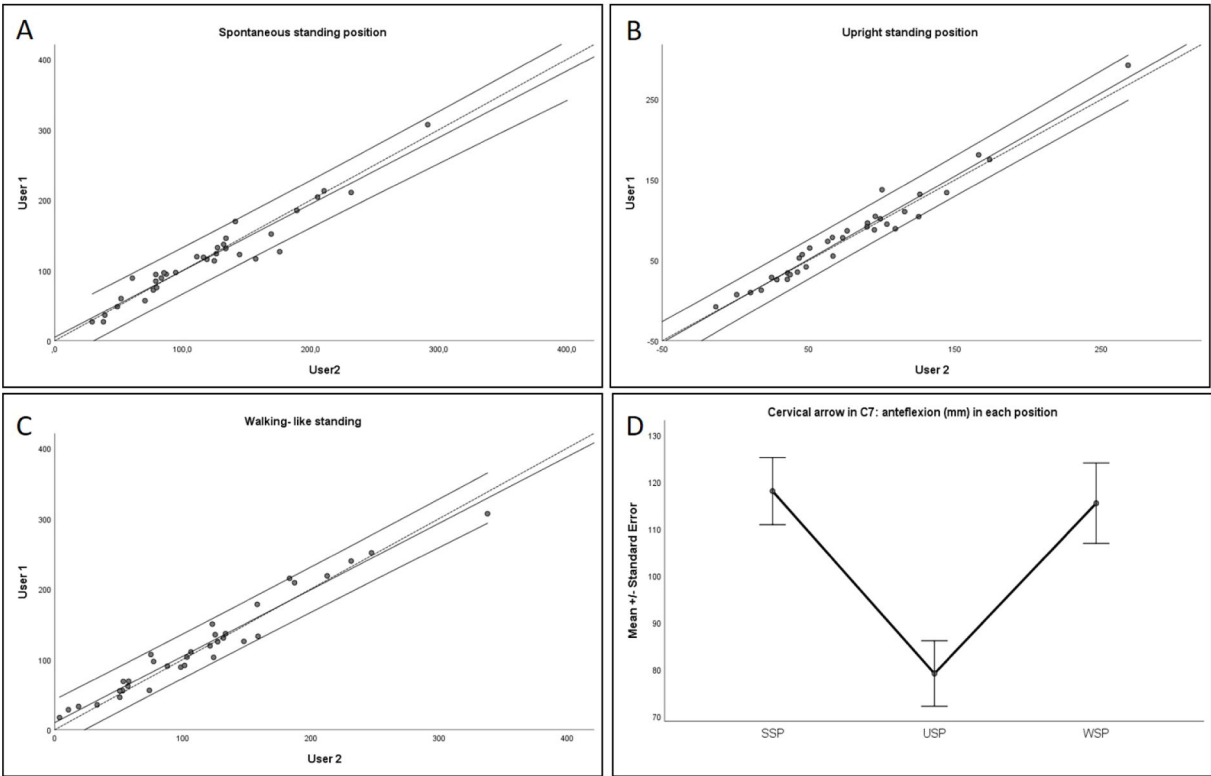 A
Spontaneous standing position
400
300
200
100
0
,0
100,0
200,0
300,0
400,0
User 1
User2
B
Upright standing position
250
150
50
-50
-50
50
150
250
User 1
User 2
C
Walking- like standing
400
300
200
100
0
0
100
200
300
400
User 1
User 2
D
Cervical arrow in C7: anteflexion (mm) in each position
130
120
110
100
90
80
70
Mean +/- Standard Error
SSP
USP
WSP